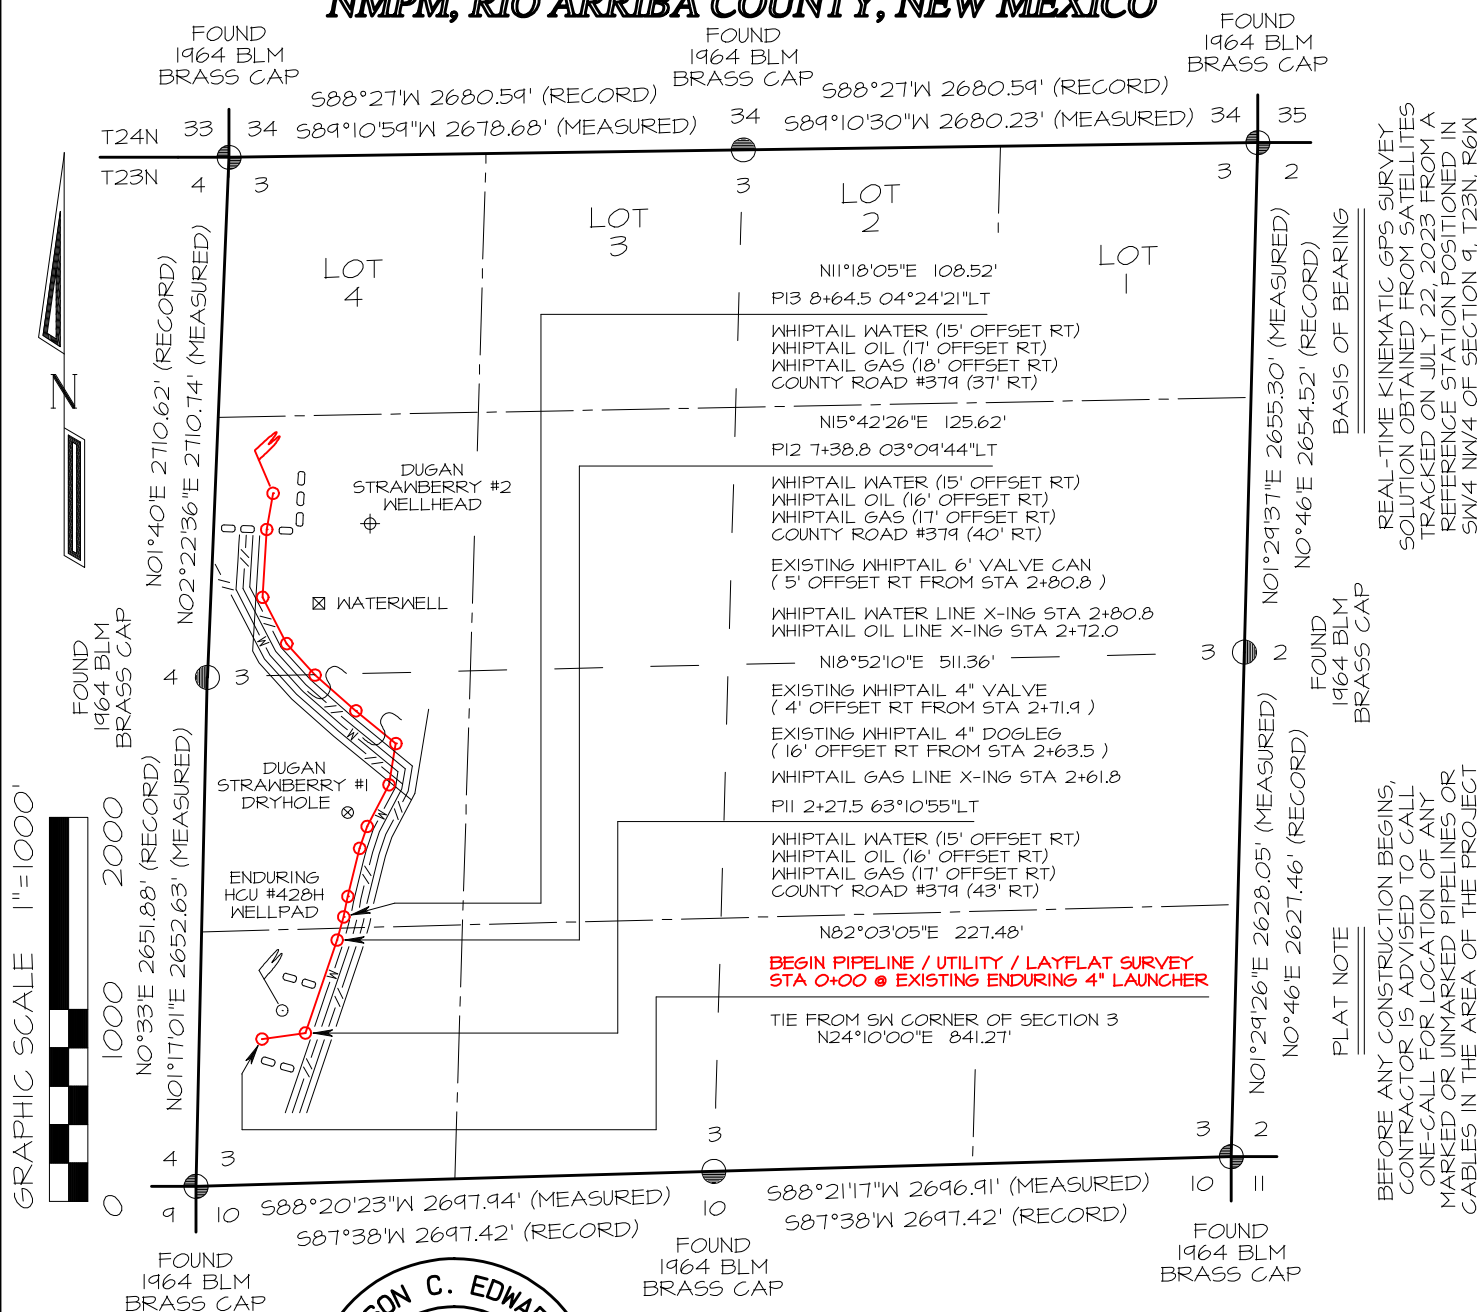 NMPM, RIO ARRIBA COUNTY, NEW MEXICO
FOUND
1964 BLM
BRASS CAP
FOUND
1964 BLM
BRASS CAP
FOUND
1964 BLM
BRASS CAP
S88°27'W 2680.59' (RECORD)
S89°10'59"W 2678.68' (MEASURED)
S88°27'W 2680.59' (RECORD)
S89°10'30"W 2680.23' (MEASURED)
T24N
T23N
33 34
4 3
34
3
34 35
3 2
LOT
4
LOT
3
LOT
2
LOT
1
N
N01°40'E 2710.62' (RECORD)
N02°22'36"E 2710.74' (MEASURED)
N01°29'37"E 2655.30' (MEASURED)
N0°46'E 2654.52' (RECORD)
BASIS OF BEARING
REAL-TIME KINEMATIC GPS SURVEY
SOLUTION OBTAINED FROM SATELLITES
TRACKED ON JULY 22, 2023 FROM A
REFERENCE STATION POSITIONED IN
SW/4 NW/4 OF SECTION 9, T23N, R6W
N11°18'05"E 108.52'
PI3 8+64.5 04°24'21"LT
WHIPTAIL WATER (15' OFFSET RT)
WHIPTAIL OIL (17' OFFSET RT)
WHIPTAIL GAS (18' OFFSET RT)
COUNTY ROAD #379 (37' RT)
N15°42'26"E 125.62'
PI2 7+38.8 03°09'44"LT
WHIPTAIL WATER (15' OFFSET RT)
WHIPTAIL OIL (16' OFFSET RT)
WHIPTAIL GAS (17' OFFSET RT)
COUNTY ROAD #379 (40' RT)
EXISTING WHIPTAIL 6' VALVE CAN
( 5' OFFSET RT FROM STA 2+80.8 )
WHIPTAIL WATER LINE X-ING STA 2+80.8
WHIPTAIL OIL LINE X-ING STA 2+72.0
N18°52'10"E 511.36'
EXISTING WHIPTAIL 4" VALVE
( 4' OFFSET RT FROM STA 2+71.9 )
EXISTING WHIPTAIL 4" DOGLEG
( 16' OFFSET RT FROM STA 2+63.5 )
WHIPTAIL GAS LINE X-ING STA 2+61.8
PI1 2+27.5 63°10'55"LT
WHIPTAIL WATER (15' OFFSET RT)
WHIPTAIL OIL (16' OFFSET RT)
WHIPTAIL GAS (17' OFFSET RT)
COUNTY ROAD #379 (43' RT)
N82°03'05"E 227.48'
BEGIN PIPELINE / UTILITY / LAYFLAT SURVEY
STA 0+00 @ EXISTING ENDURING 4" LAUNCHER
TIE FROM SW CORNER OF SECTION 3
N24°10'00"E 841.27'
DUGAN
STRAWBERRY #2
WELLHEAD
WATERWELL
M
M
M
M
DUGAN
STRAWBERRY #1
DRYHOLE
ENDURING
HCU #428H
WELLPAD
FOUND
1964 BLM
BRASS CAP
4 3
3 2
FOUND
1964 BLM
BRASS CAP
N0°33'E 2651.88' (RECORD)
N01°17'01"E 2652.63' (MEASURED)
N01°29'26"E 2628.05' (MEASURED)
N0°46'E 2627.46' (RECORD)
GRAPHIC SCALE 1"=1000'
0 1000 2000
PLAT NOTE
BEFORE ANY CONSTRUCTION BEGINS,
CONTRACTOR IS ADVISED TO CALL
ONE-CALL FOR LOCATION OF ANY
MARKED OR UNMARKED PIPELINES OR
CABLES IN THE AREA OF THE PROJECT
4 3
9 10
3
10
3 2
10 11
S88°20'23"W 2697.94' (MEASURED)
S87°38'W 2697.42' (RECORD)
S88°21'17"W 2696.91' (MEASURED)
S87°38'W 2697.42' (RECORD)
FOUND
1964 BLM
BRASS CAP
FOUND
1964 BLM
BRASS CAP
FOUND
1964 BLM
BRASS CAP
SON C. EDWA